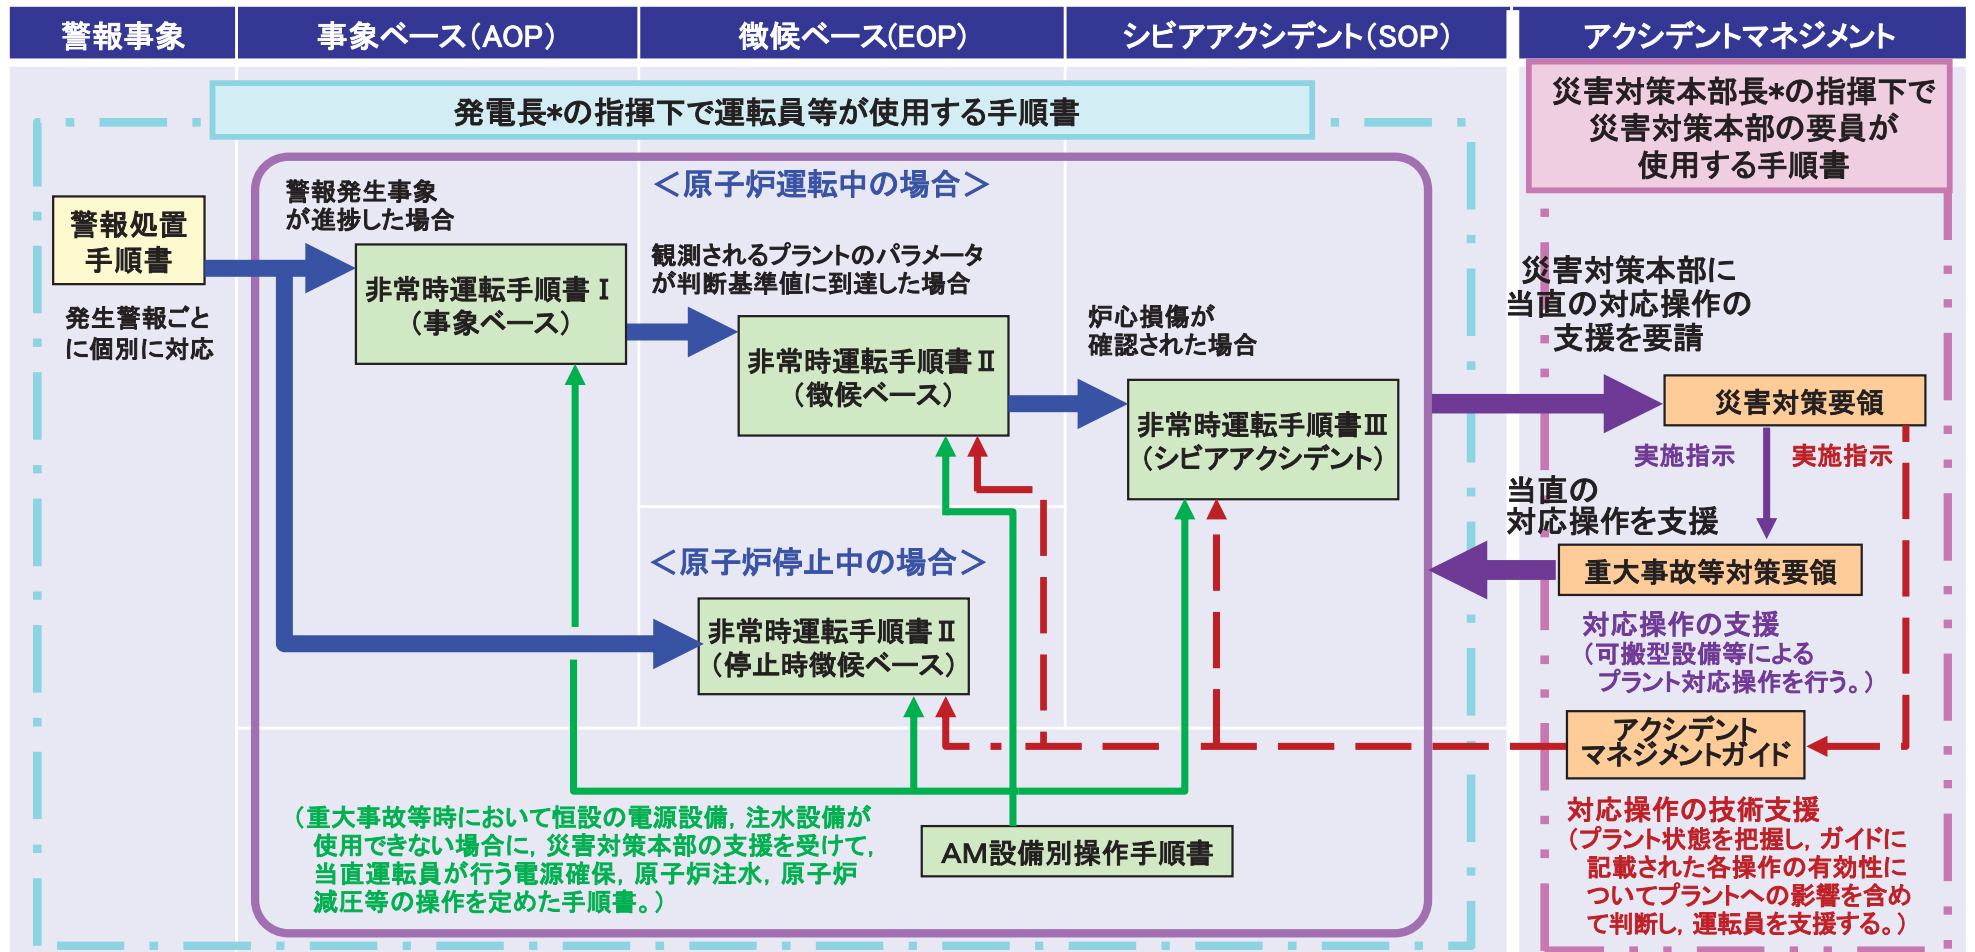 警報事象
事象ベース（AOP）
徴候ベース(EOP)
シビアアクシデント（SOP）
アクシデントマネジメント
発電長*の指揮下で運転員等が使用する手順書
災害対策本部長*の指揮下で
災害対策本部の要員が
使用する手順書
＜原子炉運転中の場合＞
警報処置
手順書
発生警報ごと
に個別に対応
警報発生事象
が進捗した場合
非常時運転手順書Ⅰ
（事象ベース）
観測されるプラントのパラメータ
が判断基準値に到達した場合
非常時運転手順書Ⅱ
（徴候ベース）
炉心損傷が
確認された場合
非常時運転手順書Ⅲ
（シビアアクシデント）
災害対策本部に
当直の対応操作の
支援を要請
災害対策要領
実施指示
実施指示
当直の
対応操作を支援
重大事故等対策要領
対応操作の支援
（可搬型設備等による
プラント対応操作を行う。）
＜原子炉停止中の場合＞
非常時運転手順書Ⅱ
（停止時徴候ベース）
アクシデント
マネジメントガイド
対応操作の技術支援
（プラント状態を把握し，ガイドに
記載された各操作の有効性に
ついてプラントへの影響を含め
て判断し，運転員を支援する。）
（重大事故等時において恒設の電源設備，注水設備が
使用できない場合に，災害対策本部の支援を受けて，
当直運転員が行う電源確保，原子炉注水，原子炉
減圧等の操作を定めた手順書。）
ＡＭ設備別操作手順書